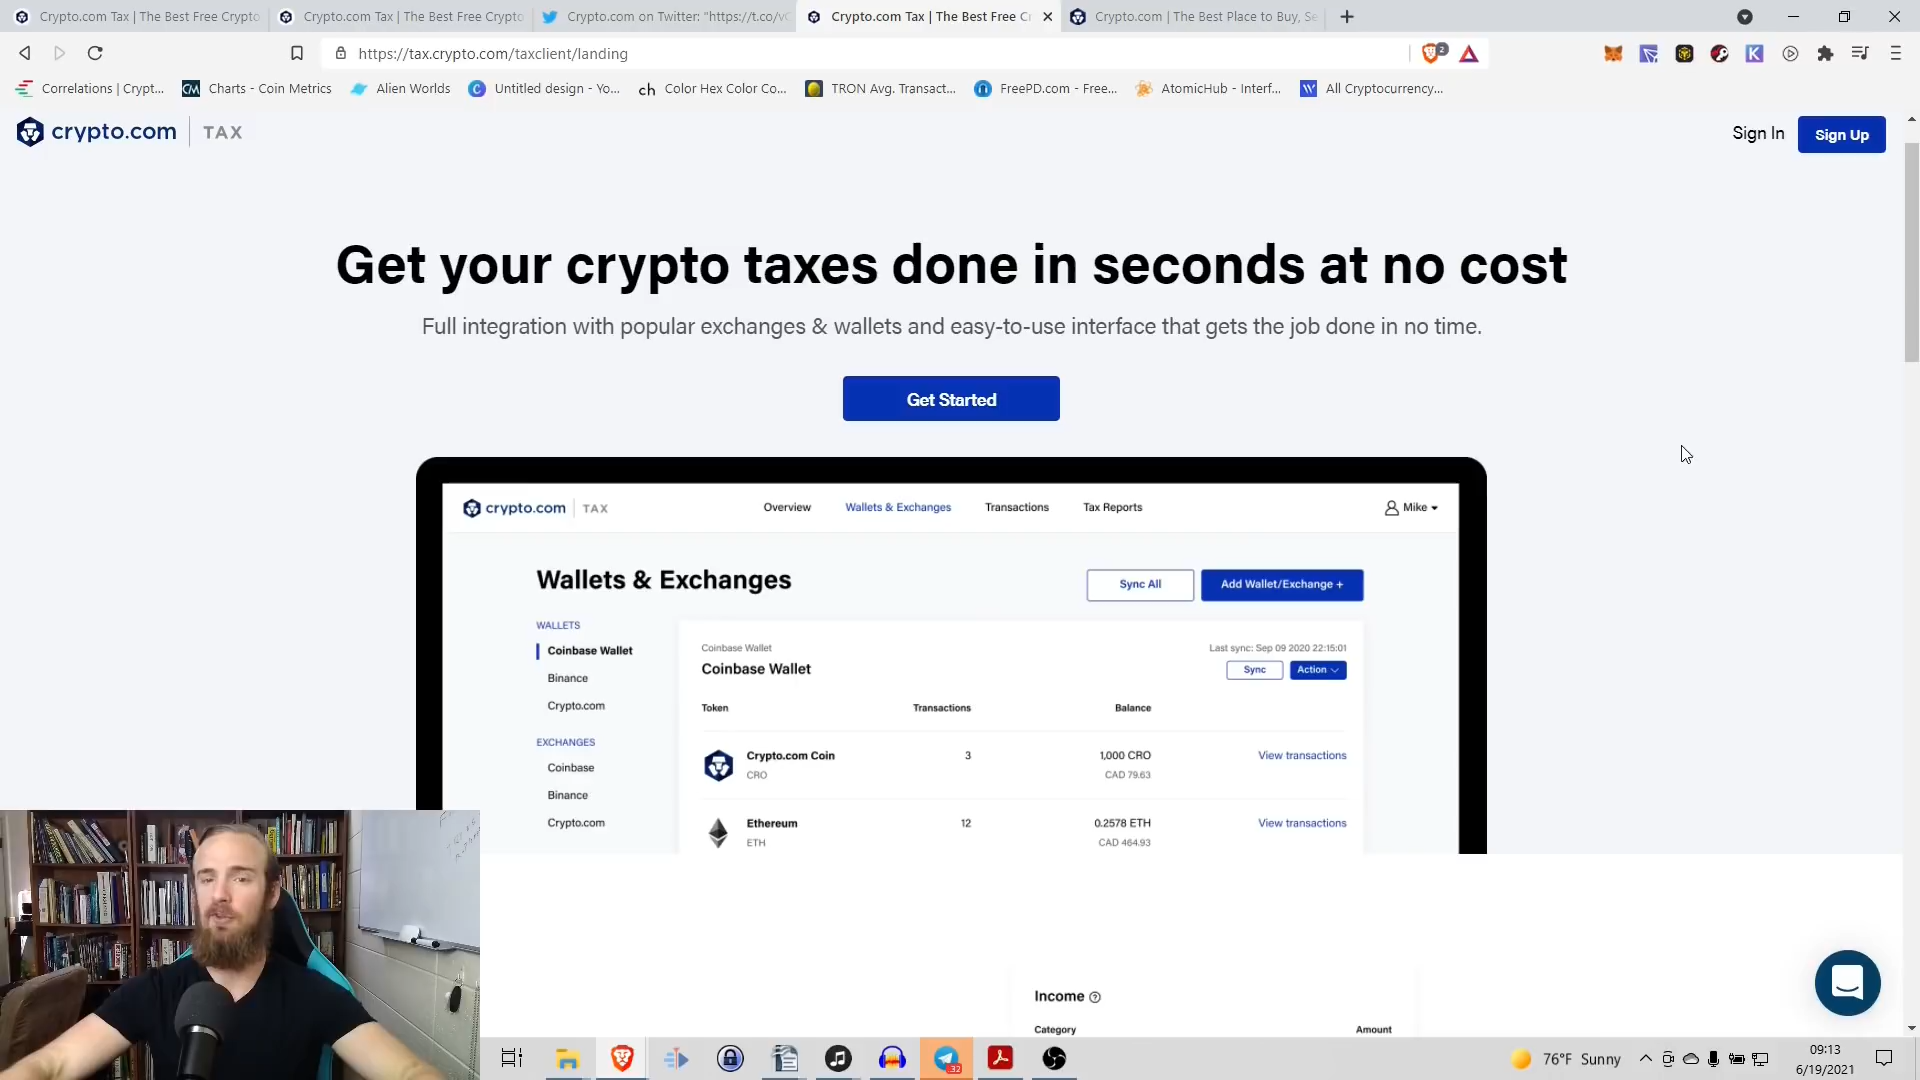 Crypto.com Tax | The Best Free Crypto
Crypto.com Tax | The Best Free Crypto
Crypto.com on Twitter: "https://t.co/v
Crypto.com Tax | The Best Free C
Crypto.com | The Best Place to Buy, Se
https://tax.crypto.com/taxclient/landing
2
Correlations | Crypt...
CM Charts - Coin Metrics
Alien Worlds
Untitled design - Yo...
ch Color Hex Color Co...
TRON Avg. Transact...
FreePD.com - Free...
AtomicHub - Interf...
All Cryptocurrency...
crypto.com | TAX
Sign In
Sign Up
Get your crypto taxes done in seconds at no cost
Full integration with popular exchanges & wallets and easy-to-use interface that gets the job done in no time.
Get Started
crypto.com | TAX
Overview
Wallets & Exchanges
Transactions
Tax Reports
Mike
Wallets & Exchanges
Sync All
Add Wallet/Exchange +
WALLETS
Coinbase Wallet
Binance
Crypto.com
EXCHANGES
Coinbase
Binance
Crypto.com
Coinbase Wallet
Last sync: Sep 09 2020 22:15:01
Coinbase Wallet
Sync
Action
Token
Transactions
Balance
Crypto.com Coin
3
1,000 CRO
View transactions
CRO
CAD 79.63
Ethereum
12
0.2578 ETH
View transactions
ETH
CAD 464.93
Income
Category
Amount
32
76°F Sunny
09:13
6/19/2021